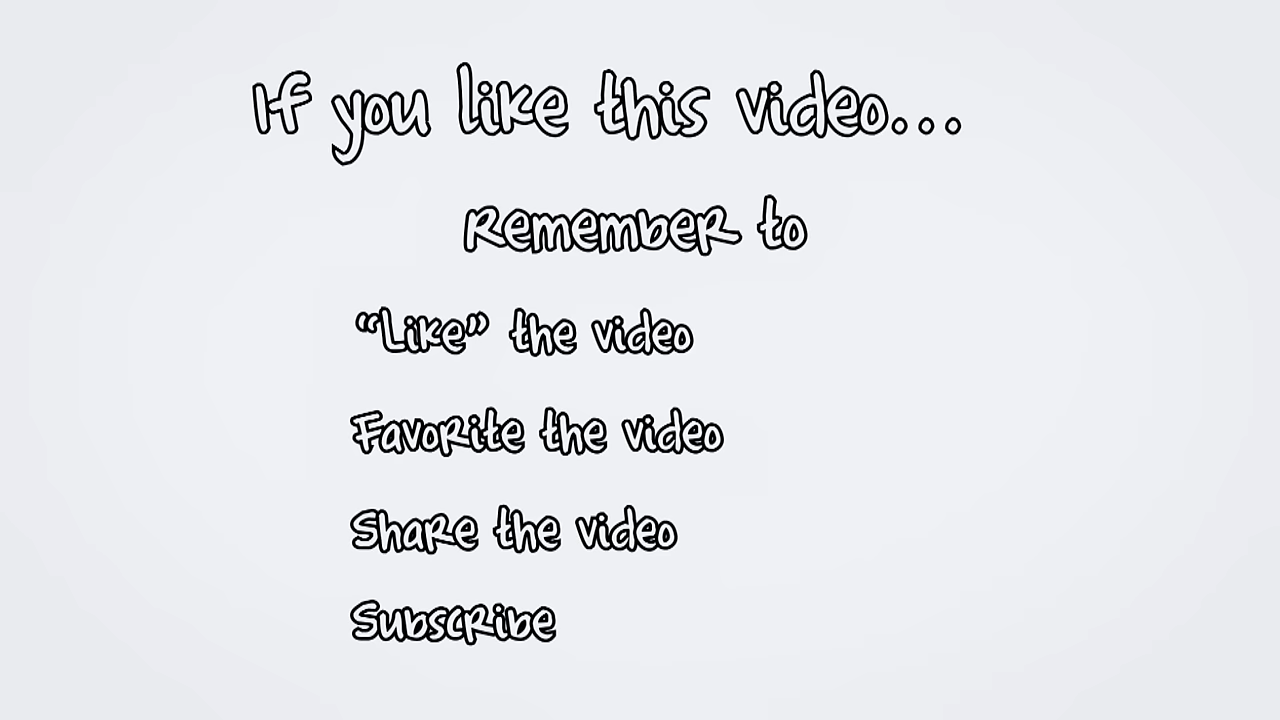 If you like this video...
Remember to
“Like” the video
Favorite the video
Share the video
Subscribe